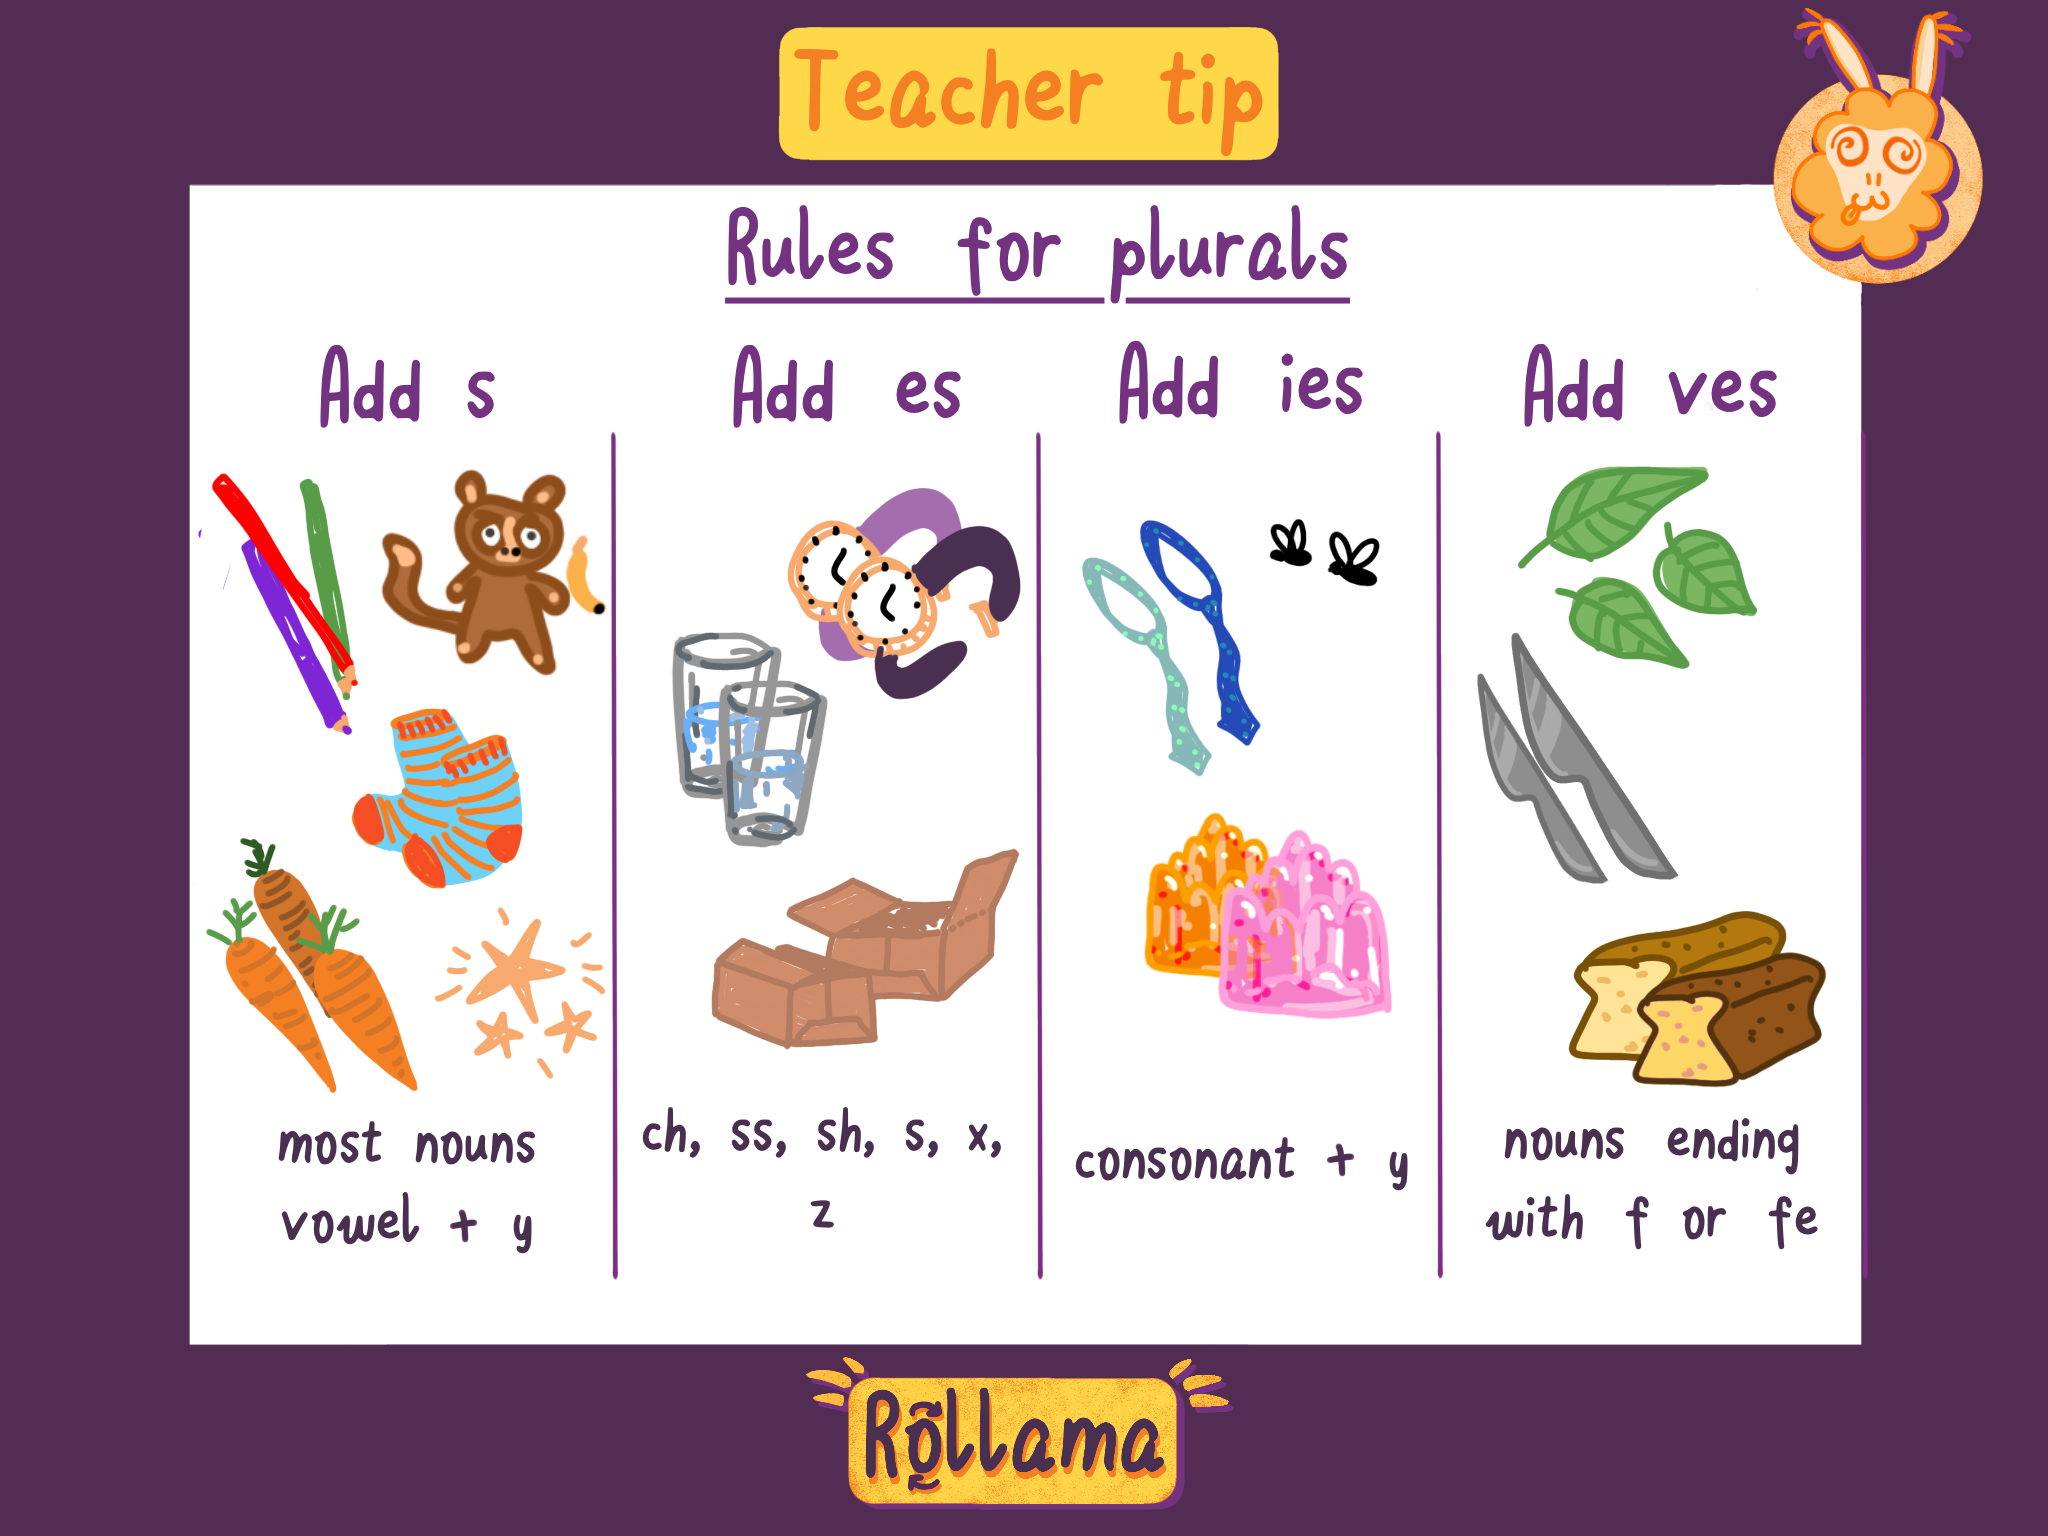 Teacher tip
Rules for plurals
Add s
Add es
Add ies
Add ves
most nouns
vowel + y
ch, ss, sh, s, x,
z
consonant + y
nouns ending
with f or fe
Rollama